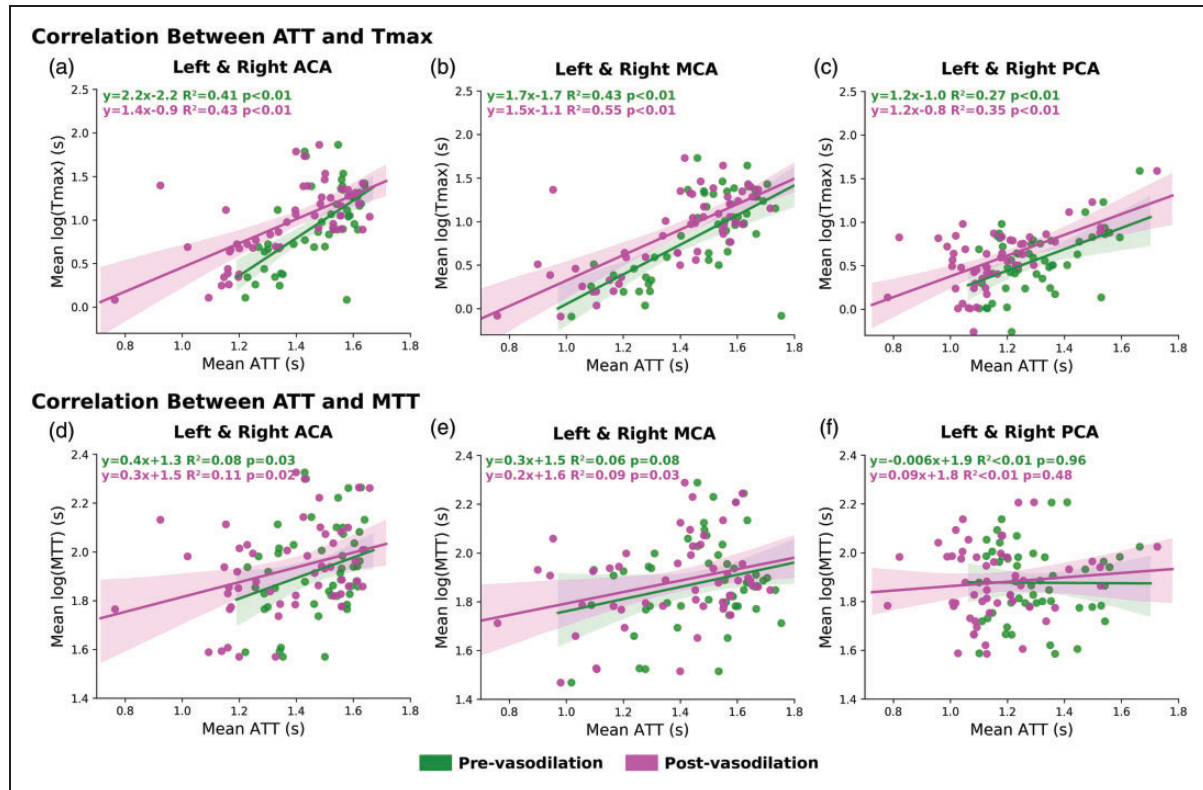 Correlation Between ATT and Tmax
(a)
Left & Right ACA
y=2.2x-2.2 R²=0.41 p<0.01
y=1.4x-0.9 R²=0.43 p<0.01
2.5
2.0
1.5
1.0
0.5
0.0
Mean log(Tmax) (s)
0.8 1.0 1.2 1.4 1.6 1.8
Mean ATT (s)
(b)
Left & Right MCA
y=1.7x-1.7 R²=0.43 p<0.01
y=1.5x-1.1 R²=0.55 p<0.01
2.5
2.0
1.5
1.0
0.5
0.0
Mean log(Tmax) (s)
0.8 1.0 1.2 1.4 1.6 1.8
Mean ATT (s)
(c)
Left & Right PCA
y=1.2x-1.0 R²=0.27 p<0.01
y=1.2x-0.8 R²=0.35 p<0.01
2.5
2.0
1.5
1.0
0.5
0.0
Mean log(Tmax) (s)
0.8 1.0 1.2 1.4 1.6 1.8
Mean ATT (s)
Correlation Between ATT and MTT
(d)
Left & Right ACA
y=0.4x+1.3 R²=0.08 p=0.03
y=0.3x+1.5 R²=0.11 p=0.02
2.4
2.2
2.0
1.8
1.6
1.4
Mean log(MTT) (s)
0.8 1.0 1.2 1.4 1.6 1.8
Mean ATT (s)
(e)
Left & Right MCA
y=0.3x+1.5 R²=0.06 p=0.08
y=0.2x+1.6 R²=0.09 p=0.03
2.4
2.2
2.0
1.8
1.6
1.4
Mean log(MTT) (s)
0.8 1.0 1.2 1.4 1.6 1.8
Mean ATT (s)
(f)
Left & Right PCA
y=-0.006x+1.9 R²<0.01 p=0.96
y=0.09x+1.8 R²<0.01 p=0.48
2.4
2.2
2.0
1.8
1.6
1.4
Mean log(MTT) (s)
0.8 1.0 1.2 1.4 1.6 1.8
Mean ATT (s)
Pre-vasodilation Post-vasodilation